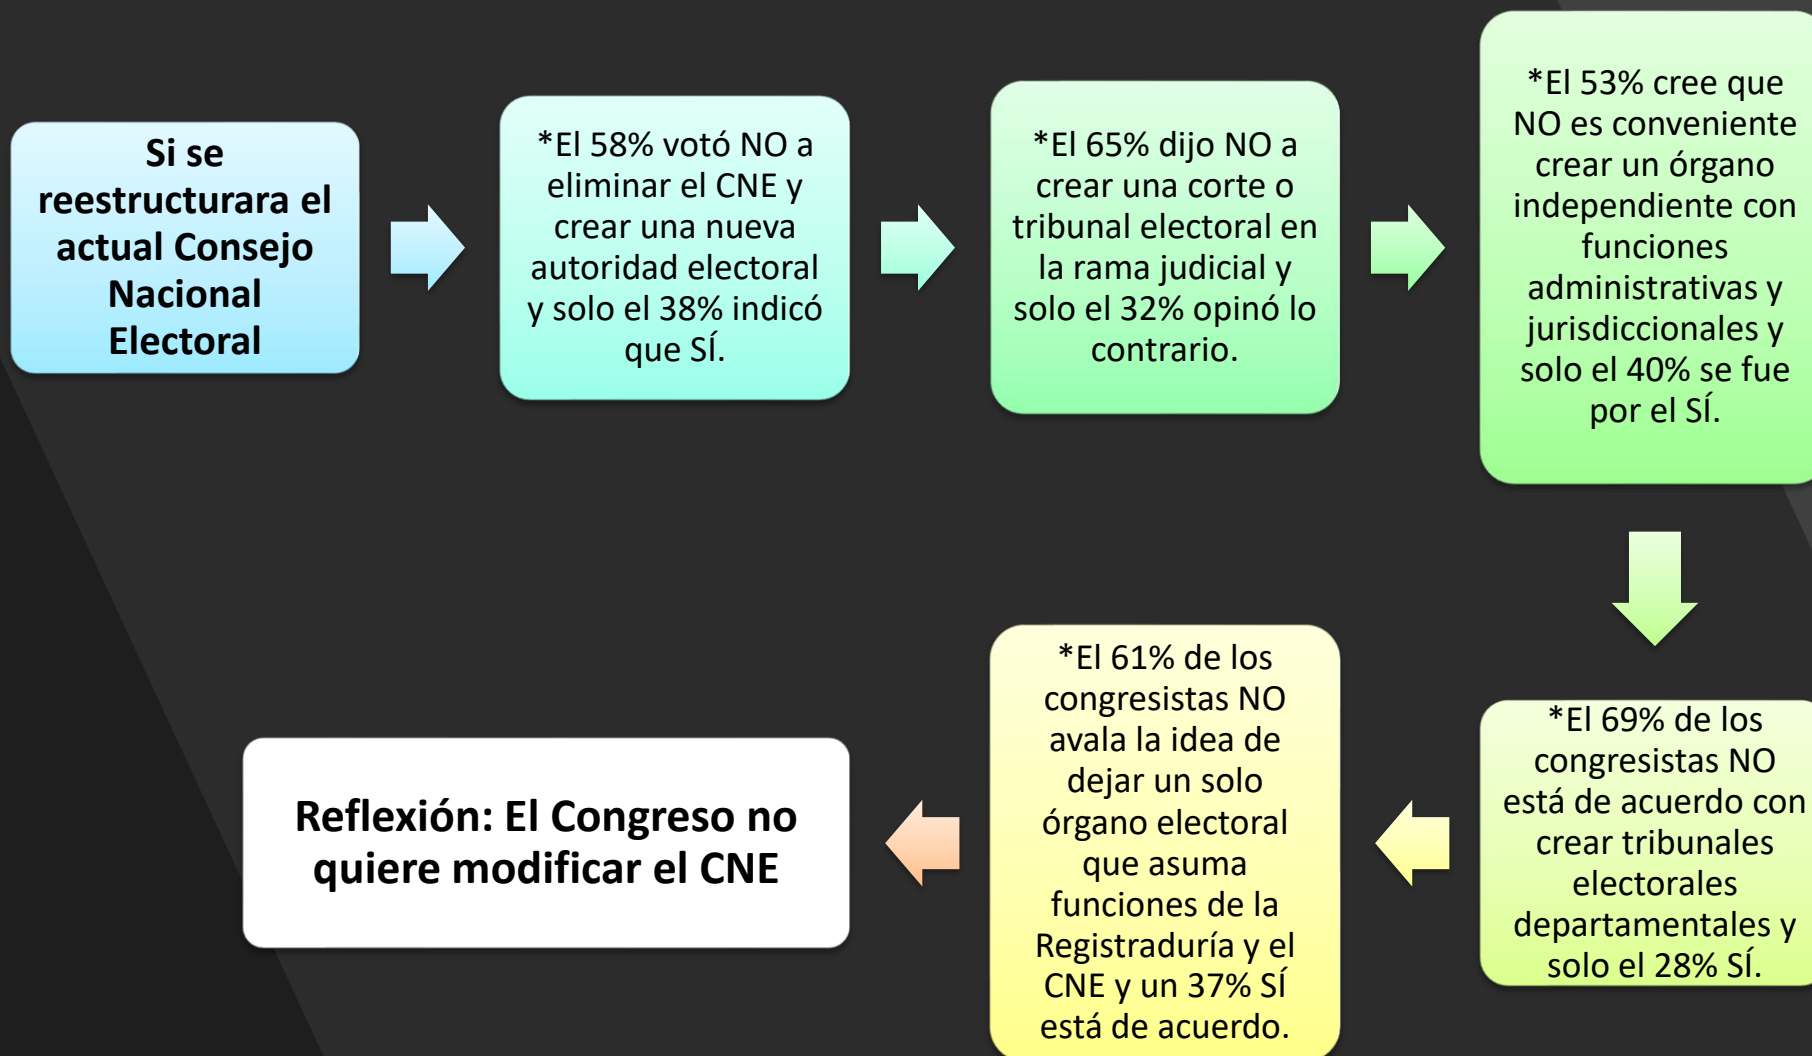 Si se
reestructurara el
actual Consejo
Nacional
Electoral
*El 58% votó NO a
eliminar el CNE y
crear una nueva
autoridad electoral
y solo el 38% indicó
que SÍ.
*El 65% dijo NO a
crear una corte o
tribunal electoral en
la rama judicial y
solo el 32% opinó lo
contrario.
*El 53% cree que
NO es conveniente
crear un órgano
independiente con
funciones
administrativas y
jurisdiccionales y
solo el 40% se fue
por el SÍ.
*El 69% de los
congresistas NO
está de acuerdo con
crear tribunales
electorales
departamentales y
solo el 28% SÍ.
*El 61% de los
congresistas NO
avala la idea de
dejar un solo
órgano electoral
que asuma
funciones de la
Registraduría y el
CNE y un 37% SÍ
está de acuerdo.
Reflexión: El Congreso no
quiere modificar el CNE